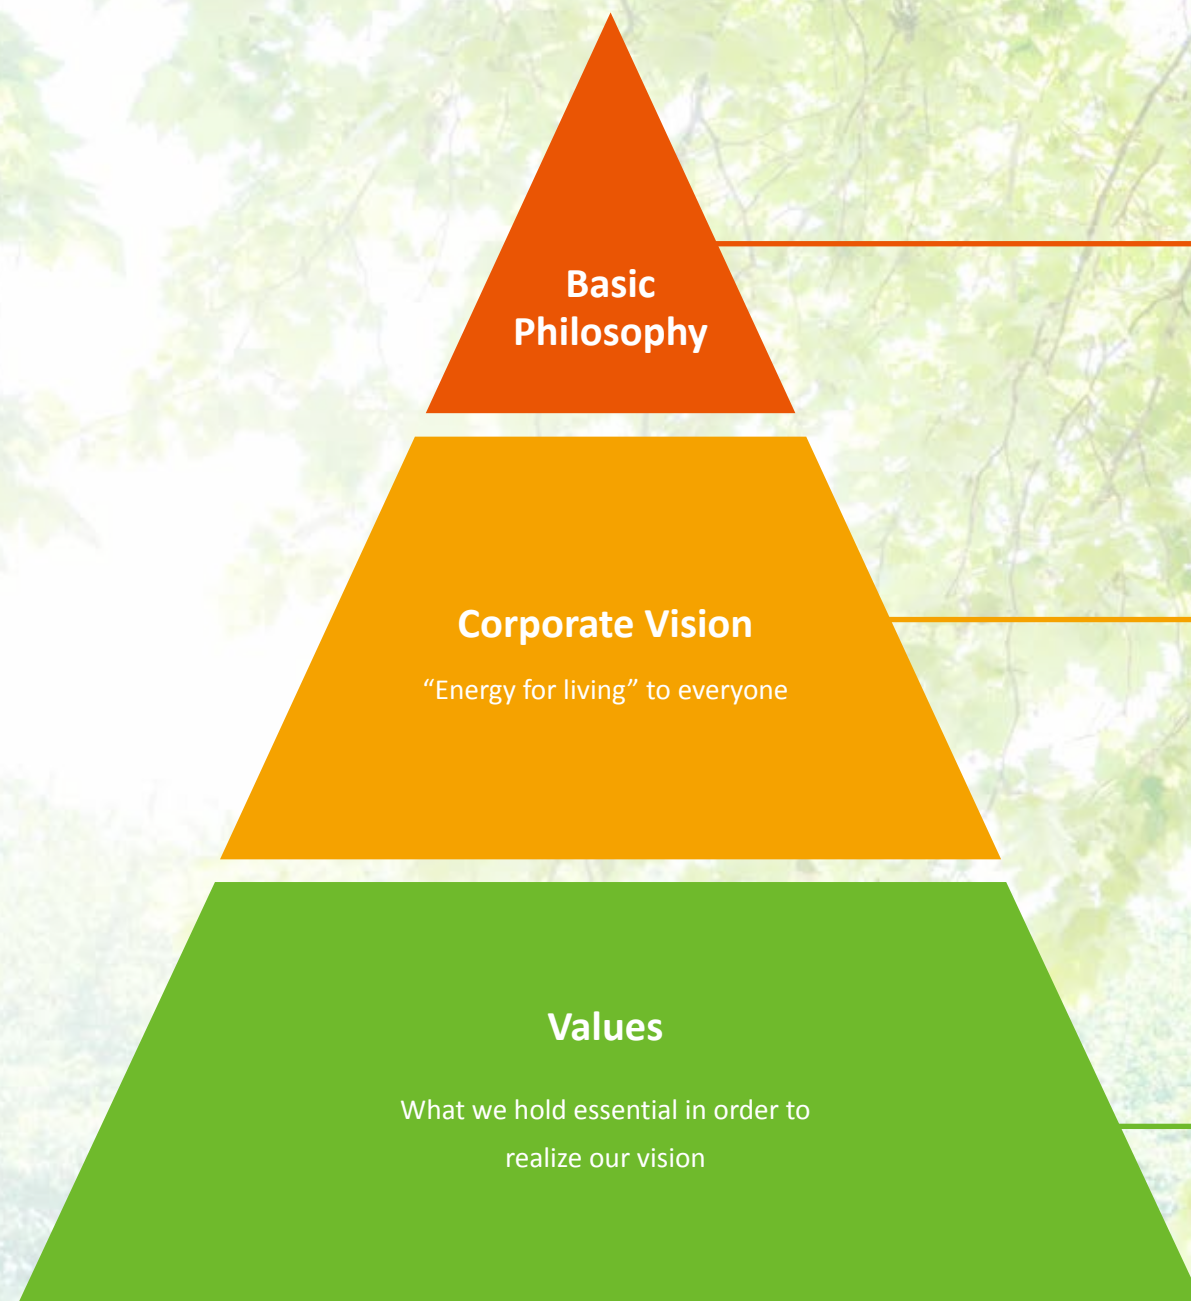 Basic
Philosophy
Corporate Vision
“Energy for living” to everyone
Values
What we hold essential in order to
realize our vision